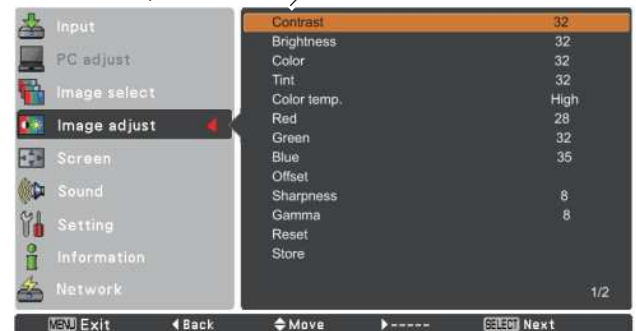 Input
PC adjust
Image select
Image adjust
Screen
Sound
Setting
Information
Network
Contrast 32
Brightness 32
Color 32
Tint 32
Color temp. High
Red 28
Green 32
Blue 35
Offset
Sharpness 8
Gamma 8
Reset
Store
1/2
MENU Exit Back Move ----- SELECT Next